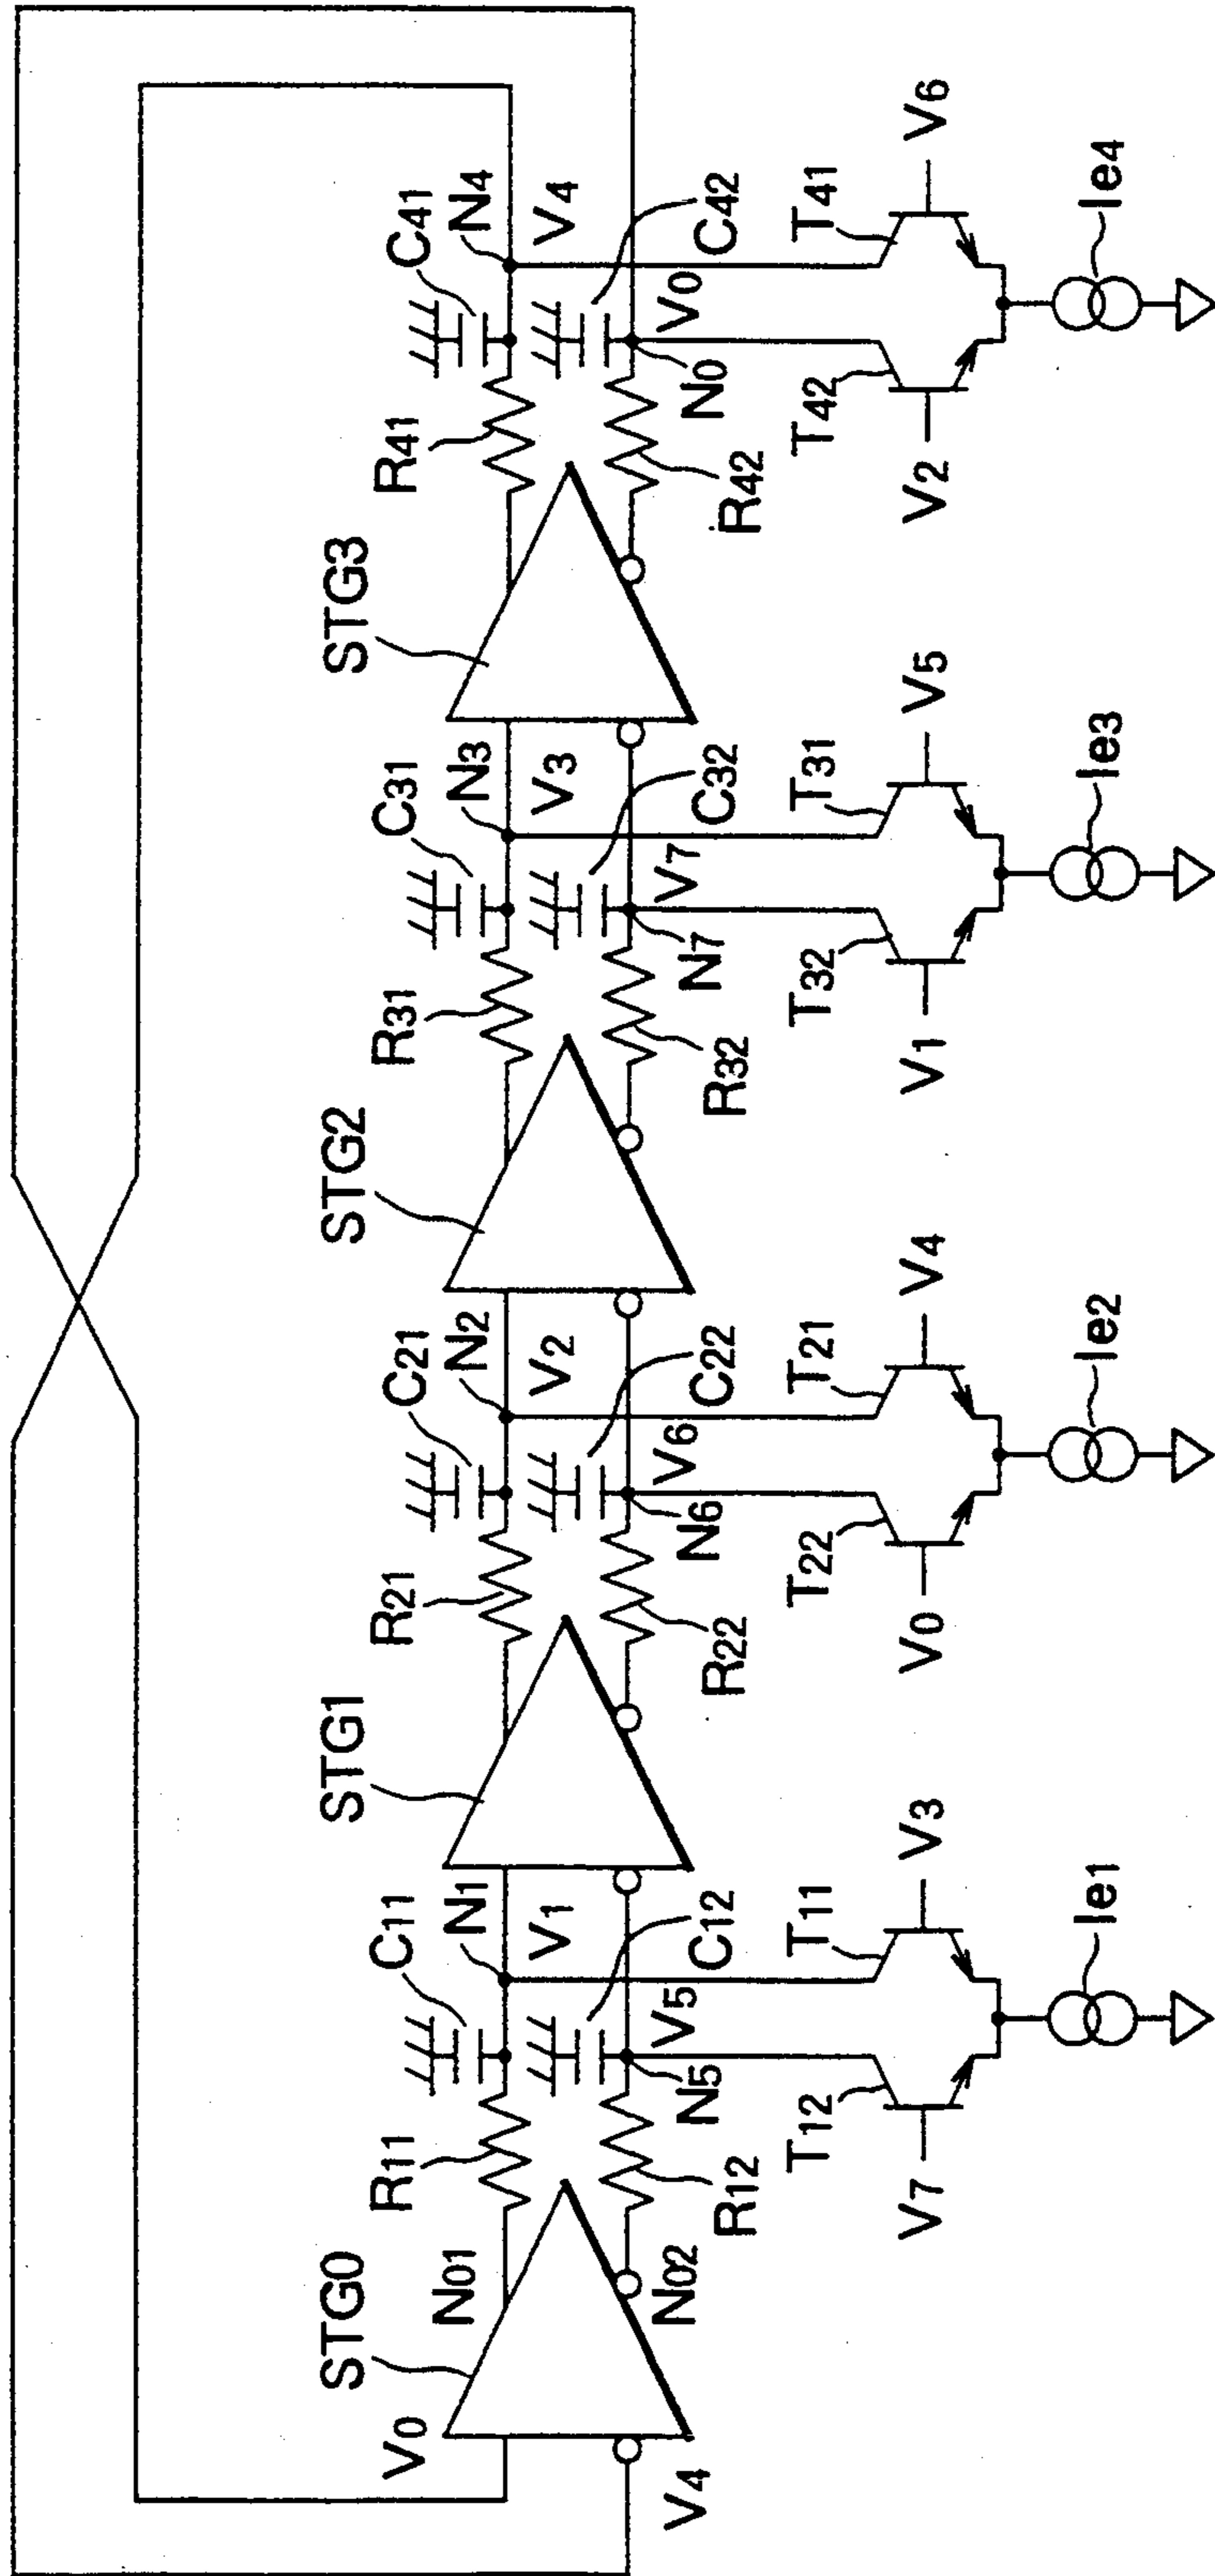 STG0
STG1
STG2
STG3
V0
N01
R11
C11
N1
R21
C21
N2
R31
C31
N3
R41
C41
N4
V1
V2
V3
V4
V4
N02
R12
N5
V5
C12
R22
N6
V6
C22
R32
N7
V7
C32
R42
N0
V0
C42
T12
T11
T22
T21
T32
T31
T42
T41
V7
V3
V0
V4
V1
V5
V2
V6
Ie1
Ie2
Ie3
Ie4